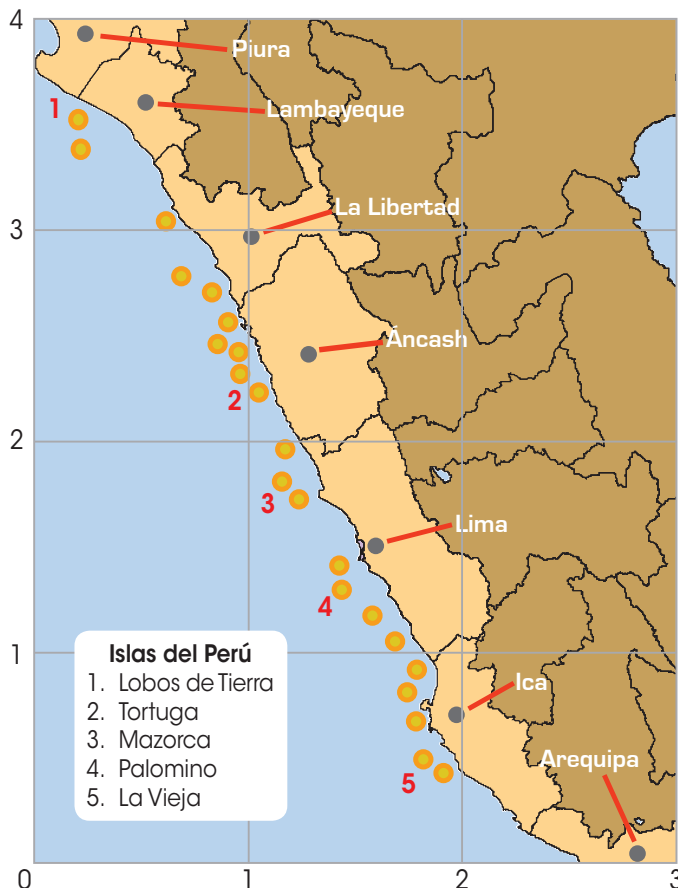 4
Piura
1
Lambayeque
La Libertad
3
Áncash
2
2
3
Lima
4
1
Islas del Perú
1. Lobos de Tierra
2. Tortuga
3. Mazorca
4. Palomino
5. La Vieja
Ica
Arequipa
5
0
1
2
3